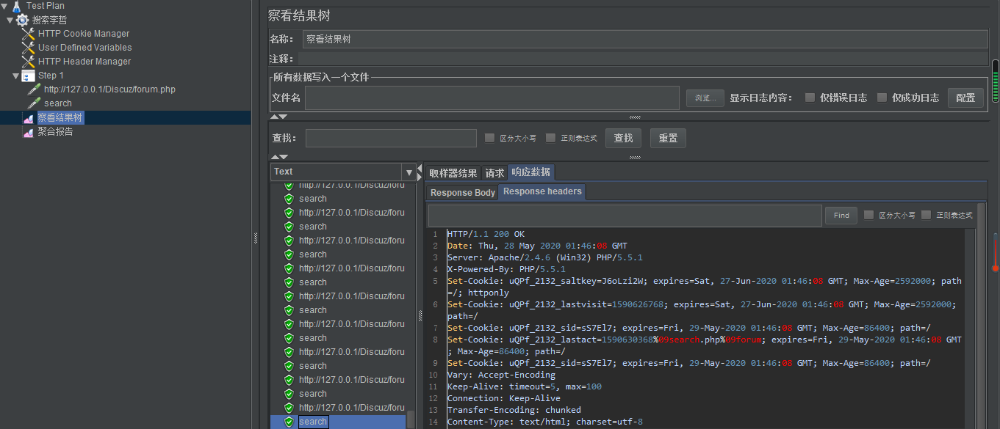 Test Plan
搜索李哲
HTTP Cookie Manager
User Defined Variables
HTTP Header Manager
Step 1
http://127.0.0.1/Discuz/forum.php
search
察看结果树
聚合报告
察看结果树
名称： 察看结果树
注释：
所有数据写入一个文件
文件名 浏览... 显示日志内容： 仅错误日志 仅成功日志 配置
查找： 区分大小写 正则表达式 查找 重置
Text
http://127.0.0.1/Discuz/foru
search
http://127.0.0.1/Discuz/foru
search
http://127.0.0.1/Discuz/foru
search
http://127.0.0.1/Discuz/foru
search
http://127.0.0.1/Discuz/foru
search
http://127.0.0.1/Discuz/foru
search
http://127.0.0.1/Discuz/foru
search
http://127.0.0.1/Discuz/foru
search
http://127.0.0.1/Discuz/foru
search
取样器结果 请求 响应数据
Response Body Response headers
Find 区分大小写 正则表达式
1 HTTP/1.1 200 OK
2 Date: Thu, 28 May 2020 01:46:08 GMT
3 Server: Apache/2.4.6 (Win32) PHP/5.5.1
4 X-Powered-By: PHP/5.5.1
5 Set-Cookie: uQPf_2132_saltkey=J6oLzi2W; expires=Sat, 27-Jun-2020 01:46:08 GMT; Max-Age=2592000; path
=/; httponly
6 Set-Cookie: uQPf_2132_lastvisit=1590626768; expires=Sat, 27-Jun-2020 01:46:08 GMT; Max-Age=2592000;
path=/
7 Set-Cookie: uQPf_2132_sid=sS7El7; expires=Fri, 29-May-2020 01:46:08 GMT; Max-Age=86400; path=/
8 Set-Cookie: uQPf_2132_lastact=1590630368%09search.php%09forum; expires=Fri, 29-May-2020 01:46:08 GMT
; Max-Age=86400; path=/
9 Set-Cookie: uQPf_2132_sid=sS7El7; expires=Fri, 29-May-2020 01:46:08 GMT; Max-Age=86400; path=/
10 Vary: Accept-Encoding
11 Keep-Alive: timeout=5, max=100
12 Connection: Keep-Alive
13 Transfer-Encoding: chunked
14 Content-Type: text/html; charset=utf-8